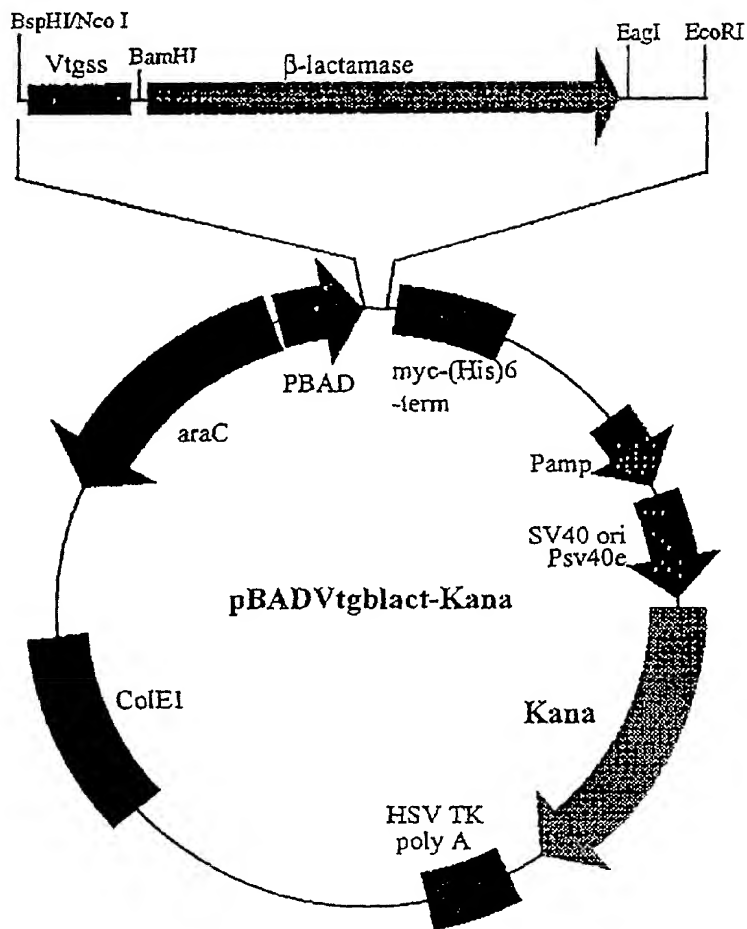 BspHI/Nco I
Vtgss
BamHI
β-lactamase
EagI
EcoRI
PBAD
myc-(His)6
-term
araC
Pamp
SV40 ori
Psv40e
pBADVtgblact-Kana
ColE1
Kana
HSV TK
poly A